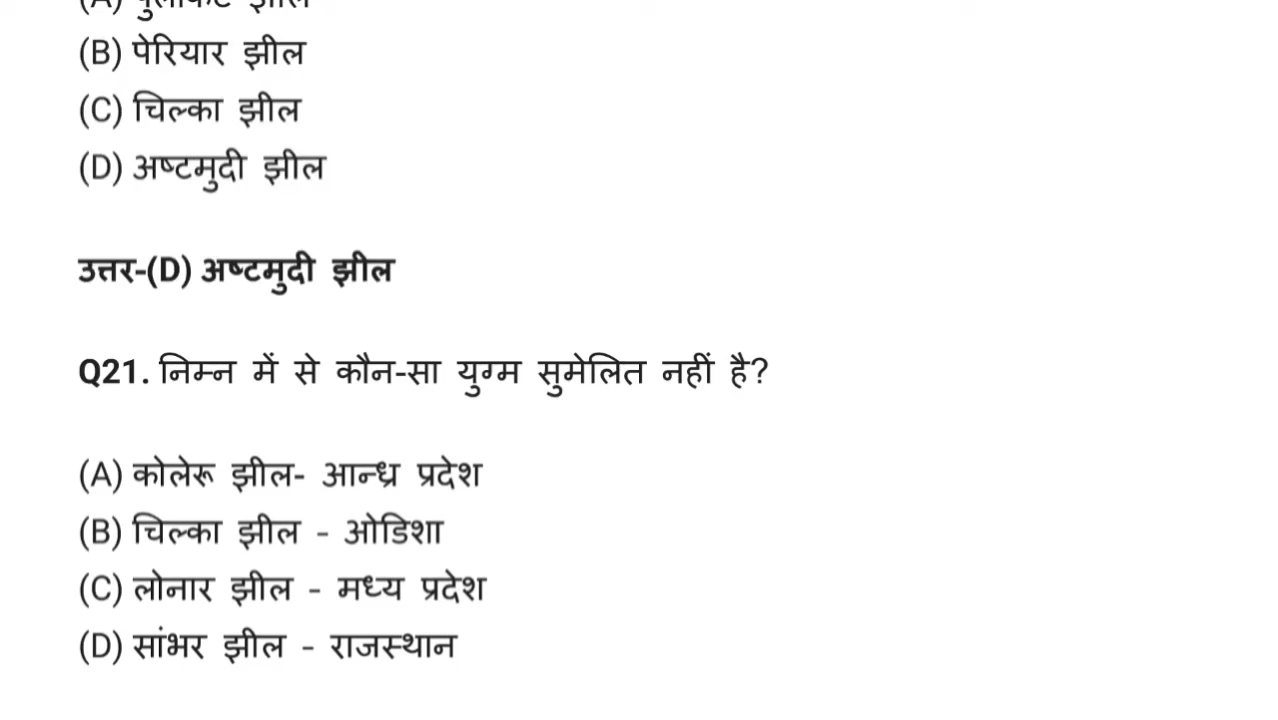 (B) पेरियार झील
(C) चिल्का झील
(D) अष्टमुदी झील
उत्तर-(D) अष्टमुदी झील
Q21. निम्न में से कौन-सा युग्म सुमेलित नहीं है?
(A) कोलेरू झील- आन्ध्र प्रदेश
(B) चिल्का झील - ओडिशा
(C) लोनार झील - मध्य प्रदेश
(D) सांभर झील - राजस्थान